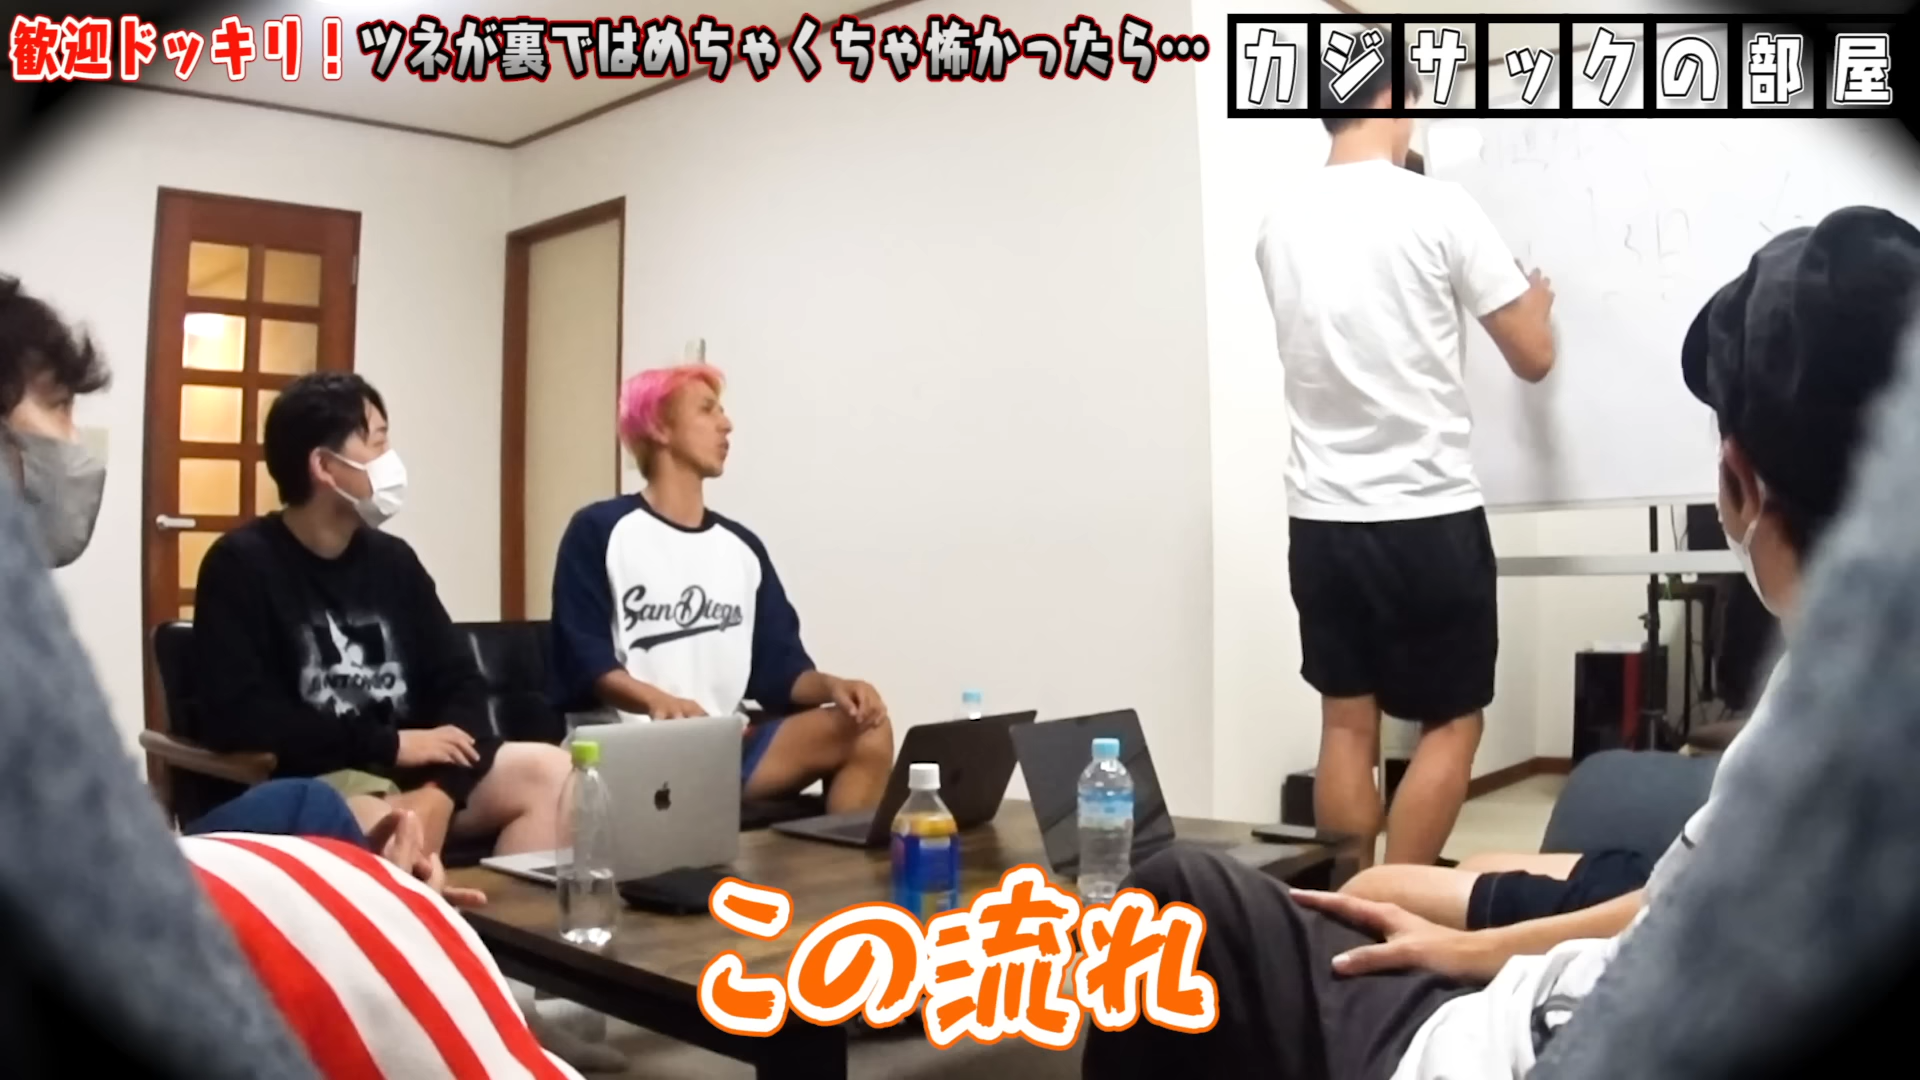 歓迎ドッキリ！ツネが裏ではめちゃくちゃ怖かったら…
カジサックの部屋
San Diego
ANTONIO
この流れ